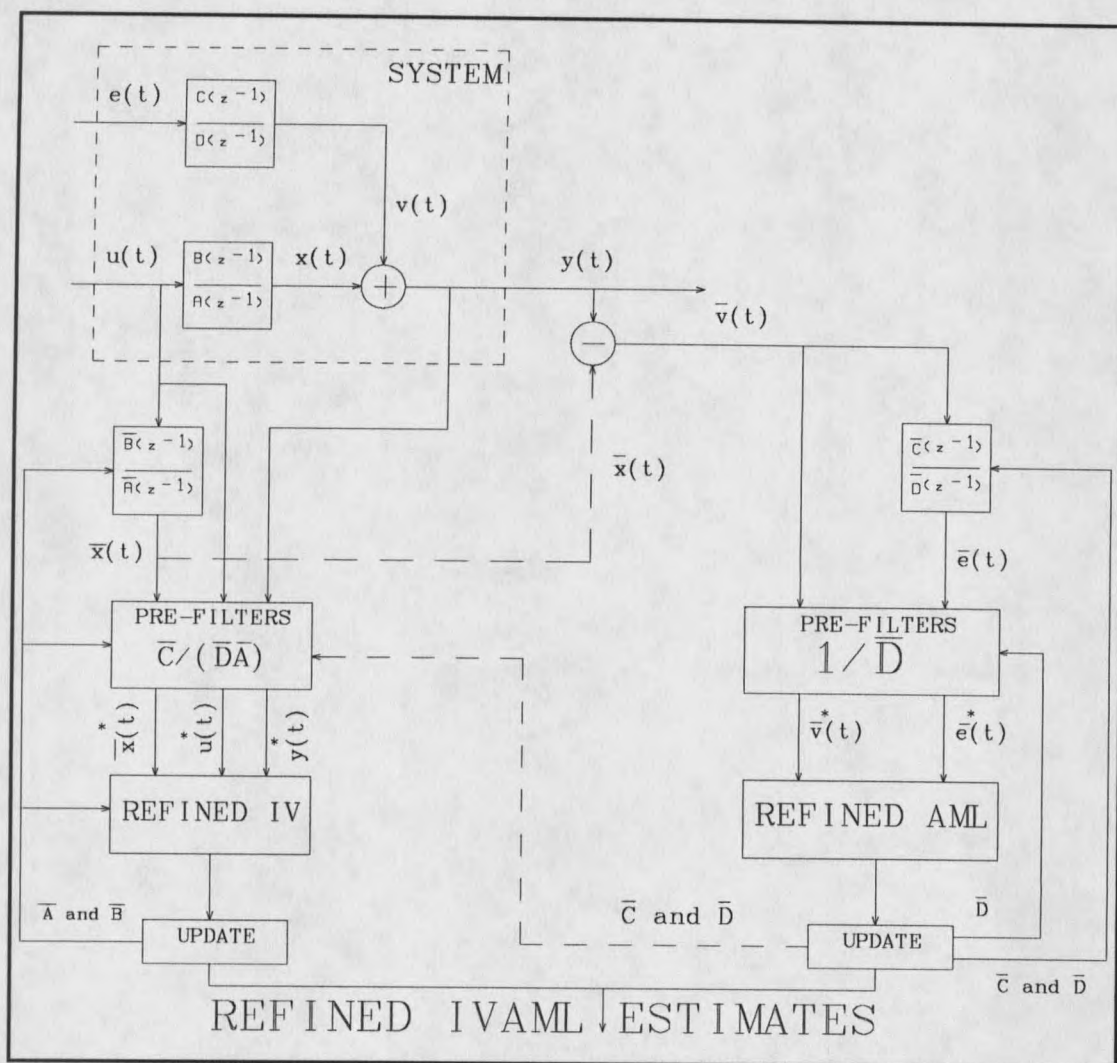 SYSTEM
e(t)
C(z⁻¹)
D(z⁻¹)
v(t)
u(t)
B(z⁻¹)
A(z⁻¹)
x(t)
+
y(t)
v̅(t)
−
B̅(z⁻¹)
A̅(z⁻¹)
x̅(t)
C̅(z⁻¹)
D̅(z⁻¹)
x̅(t)
e̅(t)
PRE-FILTERS
C̅/(D̅A̅)
PRE-FILTERS
1/D̅
x̅*(t)
u*(t)
y*(t)
v̅*(t)
e̅*(t)
REFINED IV
REFINED AML
A̅ and B̅
UPDATE
C̅ and D̅
UPDATE
D̅
C̅ and D̅
REFINED IVAML ESTIMATES